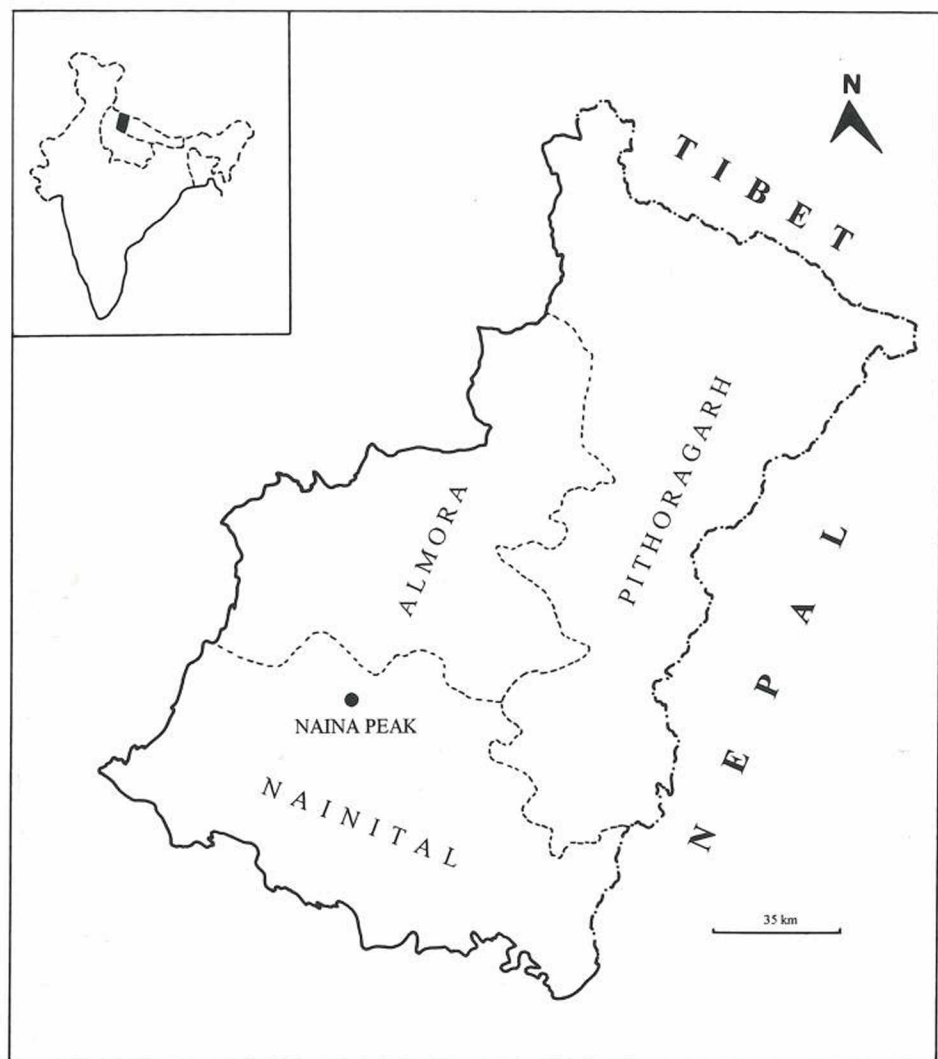 N
TIBET
PITHORAGARH
ALMORA
NEPAL
NAINA PEAK
NAINITAL
35 km